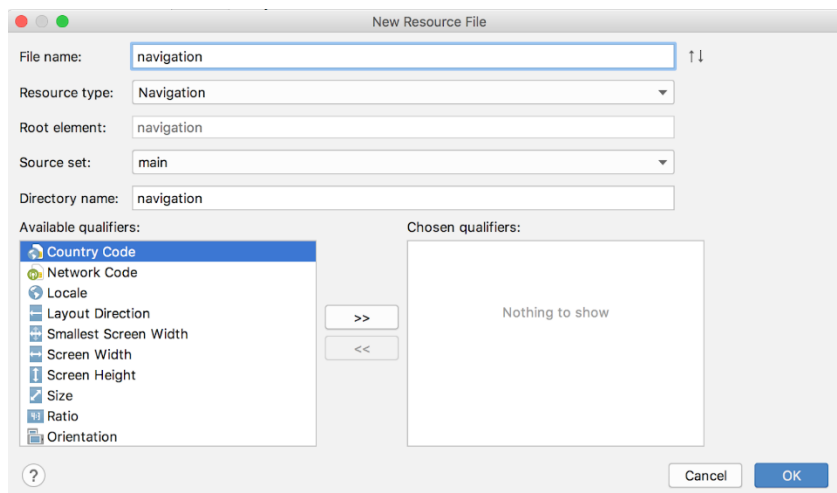 New Resource File
File name: navigation
Resource type: Navigation
Root element: navigation
Source set: main
Directory name: navigation
Available qualifiers: Chosen qualifiers:
Country Code
Network Code
Locale
Layout Direction
Smallest Screen Width
Screen Width
Screen Height
Size
Ratio
Orientation
>>
<<
Nothing to show
? Cancel OK